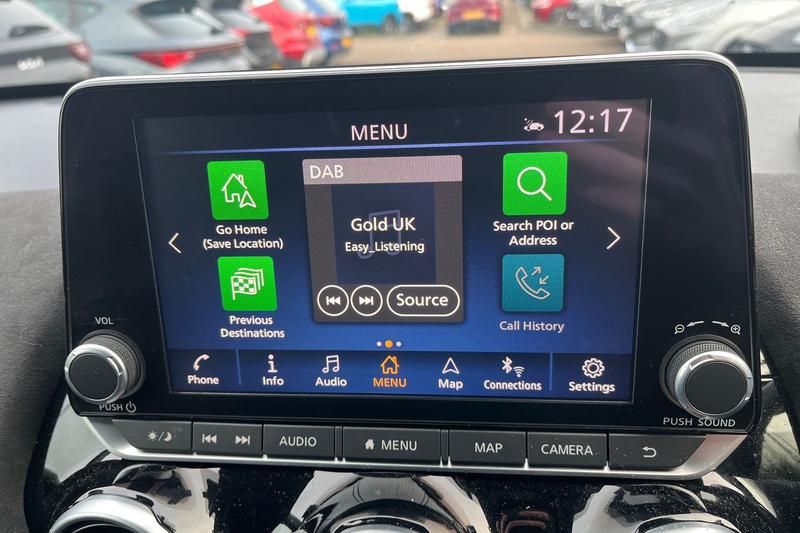 MENU
12:17
DAB
Gold UK
Easy_Listening
Source
Go Home
(Save Location)
Previous
Destinations
Search POI or
Address
Call History
Phone
Info
Audio
MENU
Map
Connections
Settings
VOL
PUSH
PUSH SOUND
AUDIO
MENU
MAP
CAMERA